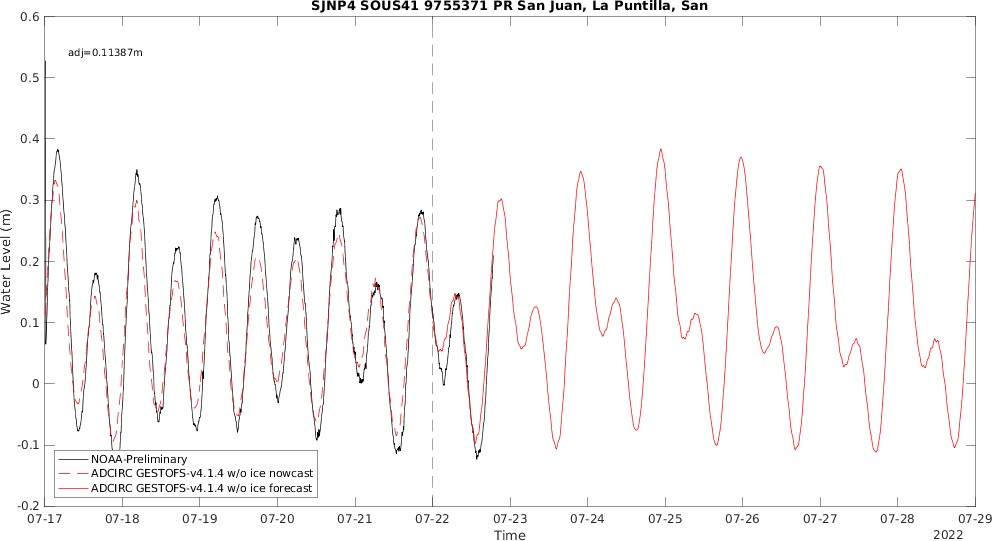 SJNP4 SOUS41 9755371 PR San Juan, La Puntilla, San
adj=0.11387m
0.6
0.5
0.4
0.3
0.2
0.1
0
-0.1
-0.2
Water Level (m)
NOAA-Preliminary
ADCIRC GESTOFS-v4.1.4 w/o ice nowcast
ADCIRC GESTOFS-v4.1.4 w/o ice forecast
07-17 07-18 07-19 07-20 07-21 07-22 07-23 07-24 07-25 07-26 07-27 07-28 07-29
Time
2022